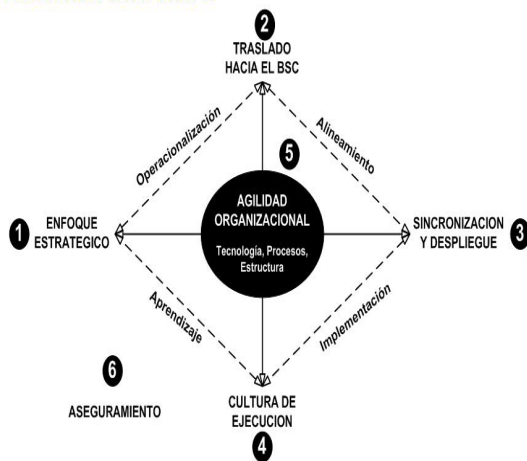 2
TRASLADO
HACIA EL BSC
Operacionalización
Alineamiento
5
AGILIDAD
ORGANIZACIONAL
Tecnología, Procesos,
Estructura
1
ENFOQUE
ESTRATEGICO
SINCRONIZACION
Y DESPLIEGUE
3
Aprendizaje
Implementación
6
ASEGURAMIENTO
CULTURA DE
EJECUCION
4